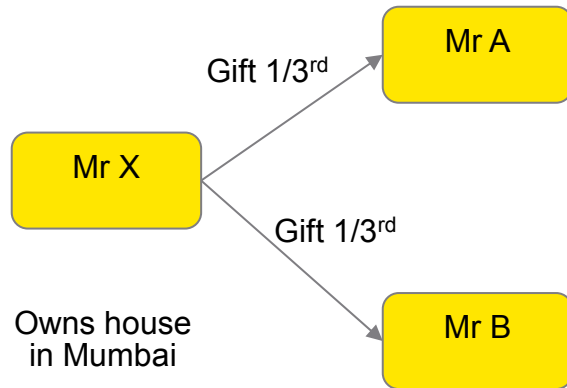 Mr A
Gift 1/3rd
Mr X
Gift 1/3rd
Owns house
in Mumbai
Mr B